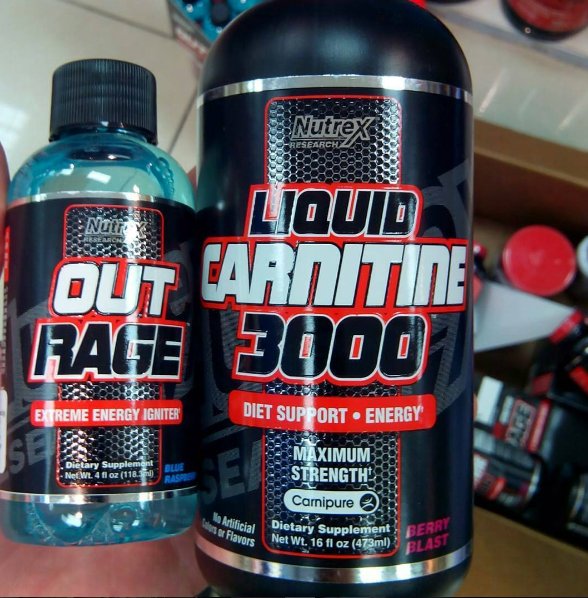 Nutrex
RESEARCH
OUT
RAGE
EXTREME ENERGY IGNITER†
Dietary Supplement
Net Wt. 4 fl oz (118.3ml)
BLUE
RASPBERRY
Nutrex
RESEARCH
LIQUID
CARNITINE
3000
DIET SUPPORT • ENERGY†
MAXIMUM
STRENGTH†
Carnipure
No Artificial
Colors or Flavors
Dietary Supplement
Net Wt. 16 fl oz (473ml)
BERRY
BLAST